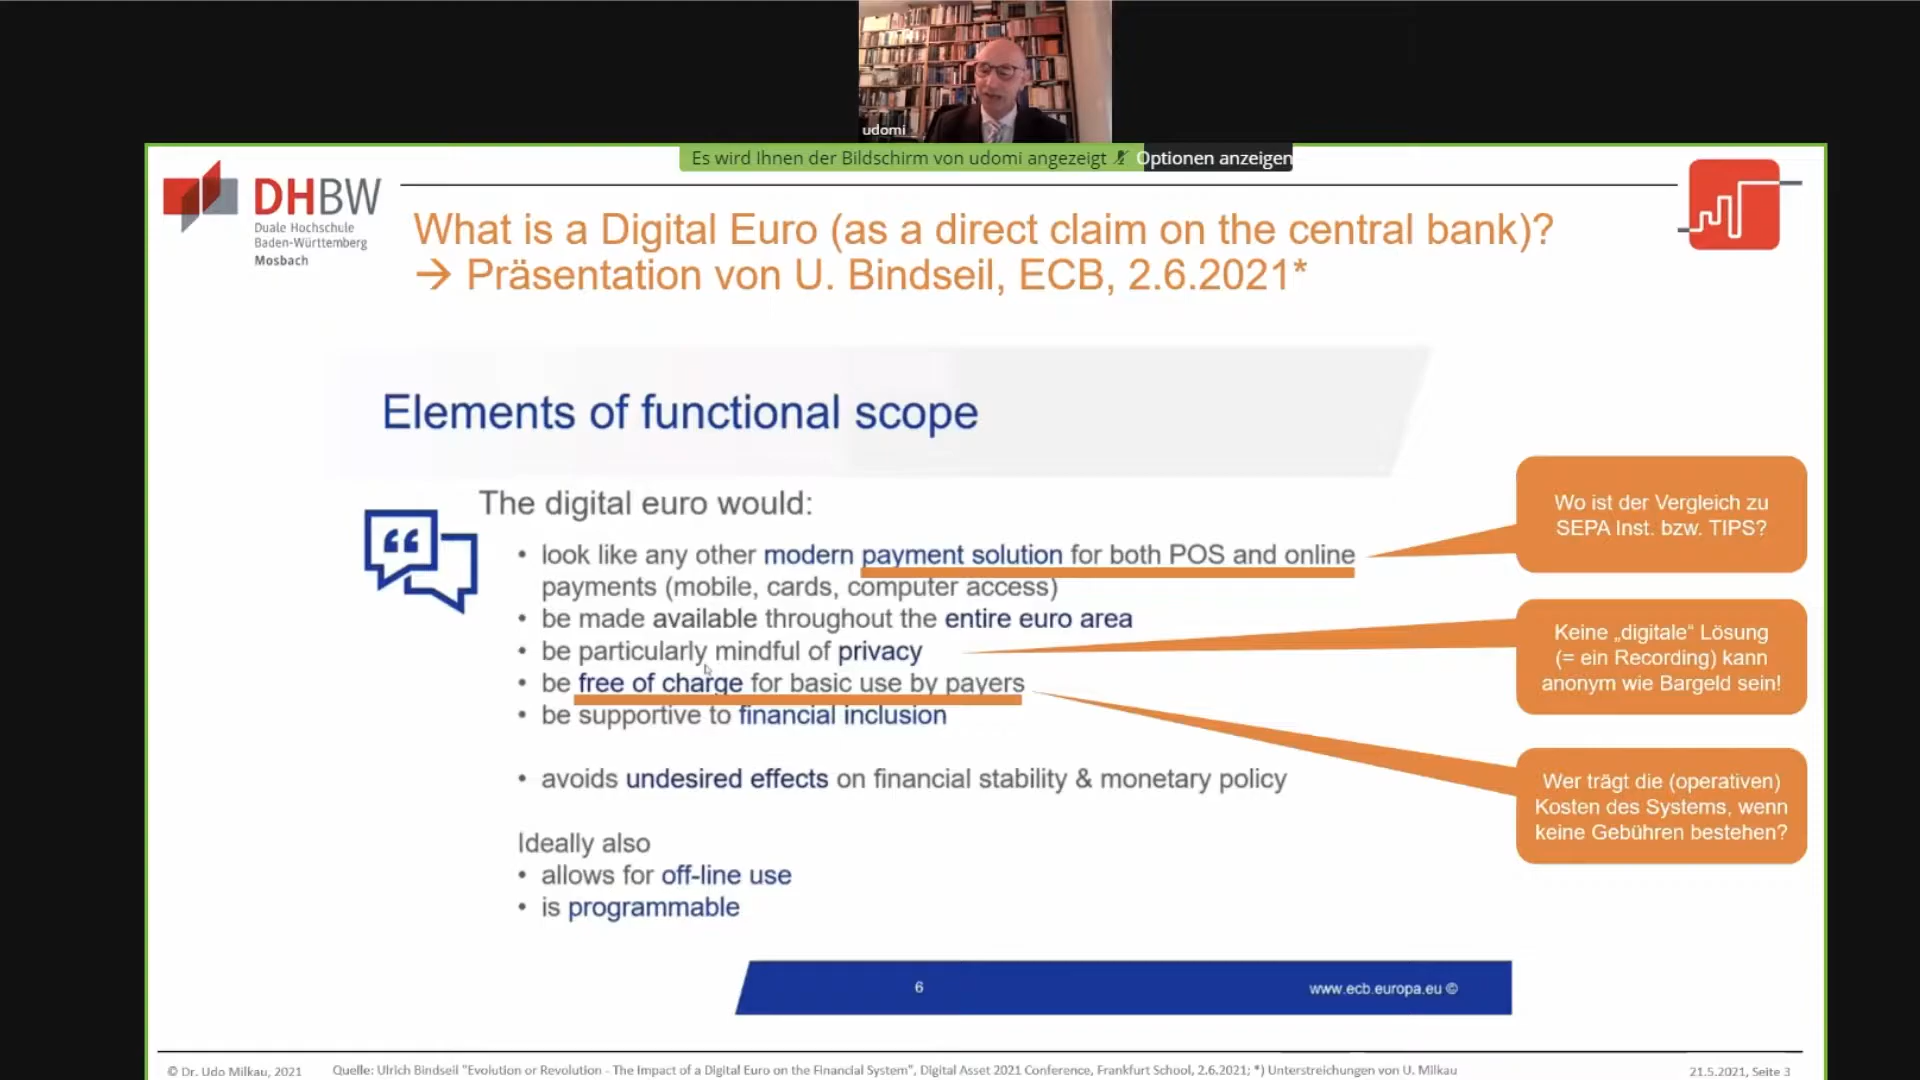 udomi
Es wird Ihnen der Bildschirm von udomi angezeigt
Optionen anzeigen
DHBW
Duale Hochschule
Baden-Württemberg
Mosbach
What is a Digital Euro (as a direct claim on the central bank)?
→ Präsentation von U. Bindseil, ECB, 2.6.2021*
Elements of functional scope
The digital euro would:
• look like any other modern payment solution for both POS and online
payments (mobile, cards, computer access)
• be made available throughout the entire euro area
• be particularly mindful of privacy
• be free of charge for basic use by payers
• be supportive to financial inclusion
• avoids undesired effects on financial stability & monetary policy
Ideally also
• allows for off-line use
• is programmable
Wo ist der Vergleich zu
SEPA Inst. bzw. TIPS?
Keine „digitale“ Lösung
(= ein Recording) kann
anonym wie Bargeld sein!
Wer trägt die (operativen)
Kosten des Systems, wenn
keine Gebühren bestehen?
6
www.ecb.europa.eu ©
© Dr. Udo Milkau, 2021
Quelle: Ulrich Bindseil "Evolution or Revolution - The Impact of a Digital Euro on the Financial System", Digital Asset 2021 Conference, Frankfurt School, 2.6.2021; *) Unterstreichungen von U. Milkau
21.5.2021, Seite 3